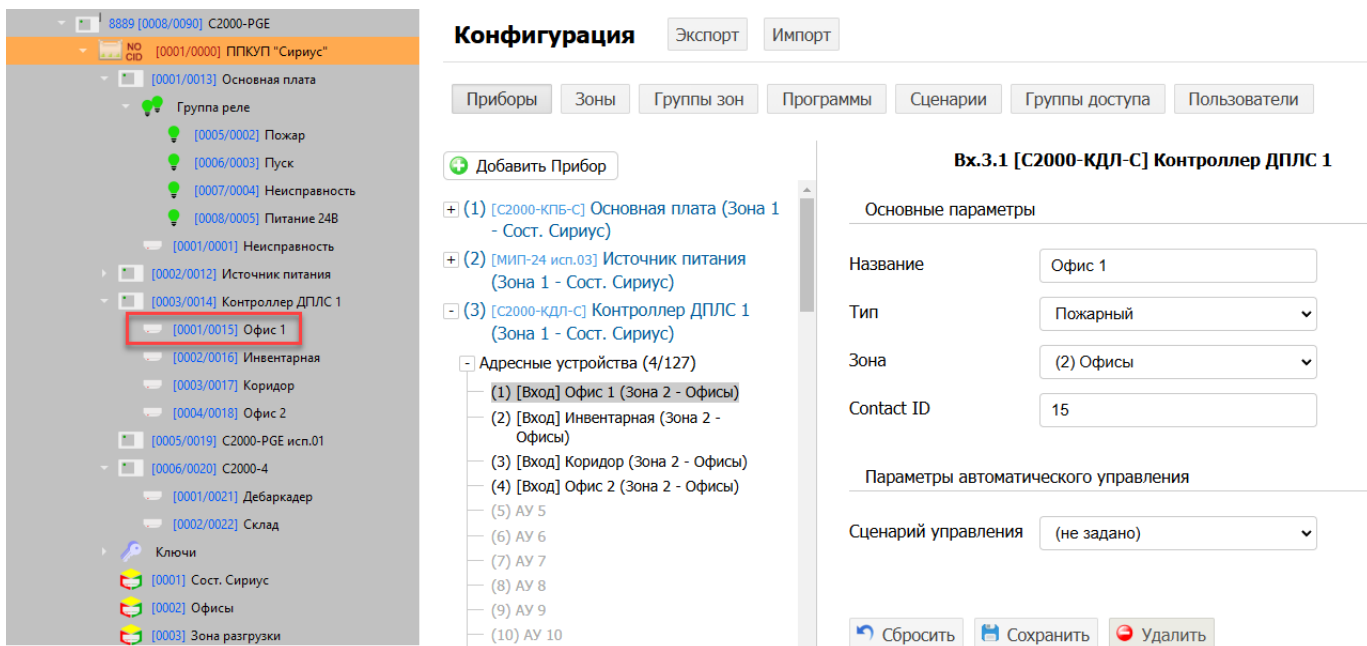 8889 [0008/0090] С2000-PGE
NO CID [0001/0000] ППКУП "Сириус"
[0001/0013] Основная плата
Группа реле
[0005/0002] Пожар
[0006/0003] Пуск
[0007/0004] Неисправность
[0008/0005] Питание 24В
[0001/0001] Неисправность
[0002/0012] Источник питания
[0003/0014] Контроллер ДПЛС 1
[0001/0015] Офис 1
[0002/0016] Инвентарная
[0003/0017] Коридор
[0004/0018] Офис 2
[0005/0019] С2000-PGE исп.01
[0006/0020] С2000-4
[0001/0021] Дебаркадер
[0002/0022] Склад
Ключи
[0001] Сост. Сириус
[0002] Офисы
[0003] Зона разгрузки
Конфигурация Экспорт Импорт
Приборы Зоны Группы зон Программы Сценарии Группы доступа Пользователи
Добавить Прибор
(1) [С2000-КПБ-С] Основная плата (Зона 1
- Сост. Сириус)
(2) [МИП-24 исп.03] Источник питания
(Зона 1 - Сост. Сириус)
(3) [С2000-КДЛ-С] Контроллер ДПЛС 1
(Зона 1 - Сост. Сириус)
Адресные устройства (4/127)
(1) [Вход] Офис 1 (Зона 2 - Офисы)
(2) [Вход] Инвентарная (Зона 2 -
Офисы)
(3) [Вход] Коридор (Зона 2 - Офисы)
(4) [Вход] Офис 2 (Зона 2 - Офисы)
(5) АУ 5
(6) АУ 6
(7) АУ 7
(8) АУ 8
(9) АУ 9
(10) АУ 10
Вх.3.1 [С2000-КДЛ-С] Контроллер ДПЛС 1
Основные параметры
Название Офис 1
Тип Пожарный
Зона (2) Офисы
Contact ID 15
Параметры автоматического управления
Сценарий управления (не задано)
Сбросить Сохранить Удалить